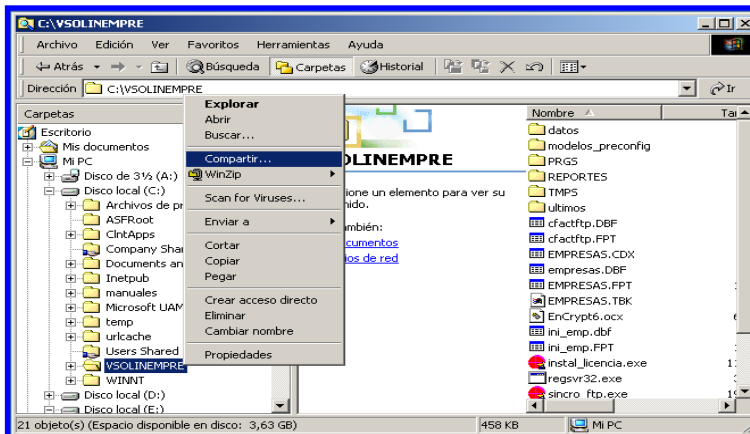 C:\VSOLINEMPRE
Archivo Edición Ver Favoritos Herramientas Ayuda
Atrás Búsqueda Carpetas Historial
Dirección C:\VSOLINEMPRE Ir
Carpetas
Escritorio
Mis documentos
Mi PC
Disco de 3½ (A:)
Disco local (C:)
Archivos de pr
ASFRoot
ClntApps
Company Shar
Documents an
Inetpub
manuales
Microsoft UAM
temp
urlcache
Users Shared
VSOLINEMPRE
WINNT
Disco local (D:)
Disco local (E:)
Explorar
Abrir
Buscar...
Compartir...
WinZip
Scan for Viruses...
Enviar a
Cortar
Copiar
Pegar
Crear acceso directo
Eliminar
Cambiar nombre
Propiedades
OLINEMPRE
ione un elemento para ver su
nido.
mbién:
cumentos
ios de red
Nombre Ta
datos
modelos_preconfig
PRGS
REPORTES
TMPS
ultimos
cfactftp.DBF
cfactftp.FPT
EMPRESAS.CDX
empresas.DBF
EMPRESAS.FPT
EMPRESAS.TBK
EnCrypt6.ocx
ini_emp.dbf
ini_emp.FPT
instal_licencia.exe
regsvr32.exe
sincro_ftp.exe
21 objeto(s) (Espacio disponible en disco: 3,63 GB) 458 KB Mi PC